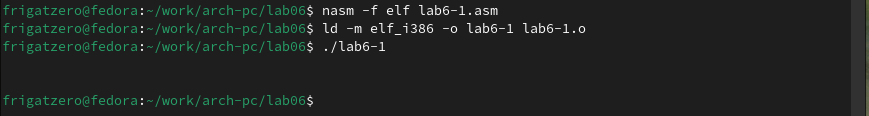 frigatzero@fedora:~/work/arch-pc/lab06$ nasm -f elf lab6-1.asm
frigatzero@fedora:~/work/arch-pc/lab06$ ld -m elf_i386 -o lab6-1 lab6-1.o
frigatzero@fedora:~/work/arch-pc/lab06$ ./lab6-1
frigatzero@fedora:~/work/arch-pc/lab06$